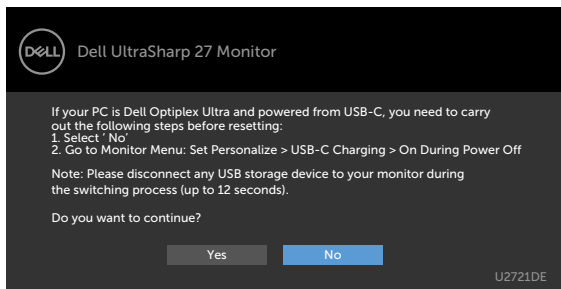 DELL
Dell UltraSharp 27 Monitor
If your PC is Dell Optiplex Ultra and powered from USB-C, you need to carry
out the following steps before resetting:
1. Select ‘ No’
2. Go to Monitor Menu: Set Personalize > USB-C Charging > On During Power Off
Note: Please disconnect any USB storage device to your monitor during
the switching process (up to 12 seconds).
Do you want to continue?
Yes No
U2721DE